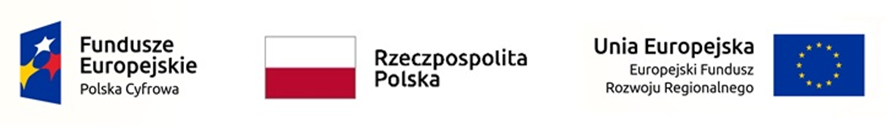 Fundusze
Europejskie
Polska Cyfrowa
Rzeczpospolita
Polska
Unia Europejska
Europejski Fundusz
Rozwoju Regionalnego